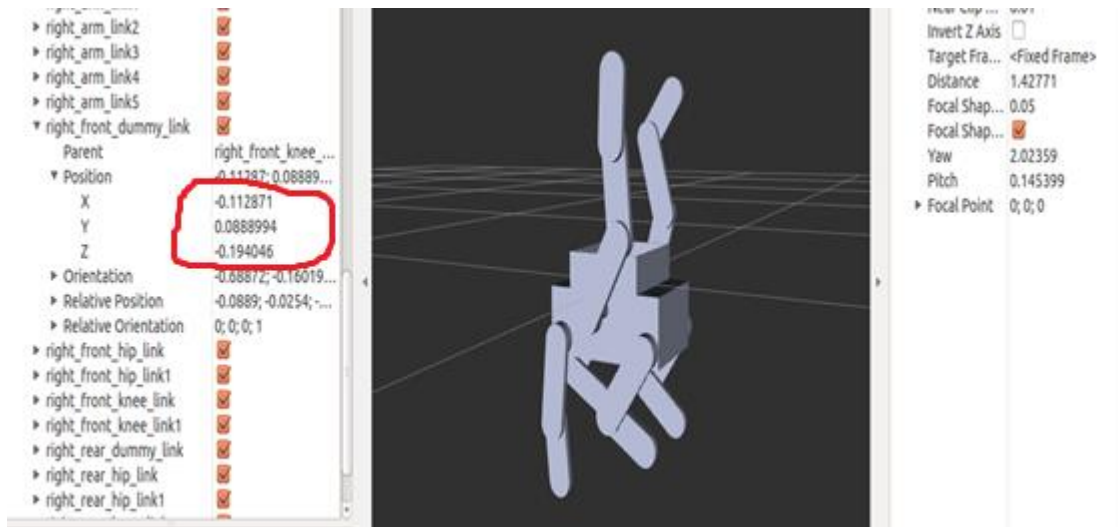 right_arm_link2
right_arm_link3
right_arm_link4
right_arm_link5
right_front_dummy_link
Parent right_front_knee_...
Position -0.11287; 0.08889...
X -0.112871
Y 0.0888994
Z -0.194046
Orientation -0.68872; -0.16019...
Relative Position -0.0889; -0.0254; -...
Relative Orientation 0; 0; 0; 1
right_front_hip_link
right_front_hip_link1
right_front_knee_link
right_front_knee_link1
right_rear_dummy_link
right_rear_hip_link
right_rear_hip_link1
Invert Z Axis
Target Fra... <Fixed Frame>
Distance 1.42771
Focal Shap... 0.05
Focal Shap...
Yaw 2.02359
Pitch 0.145399
Focal Point 0; 0; 0